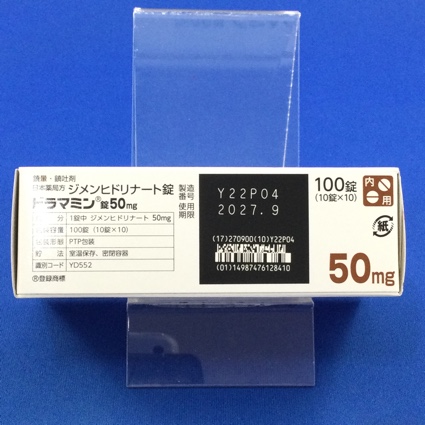 鎮暈・鎮吐剤
日本薬局方 ジメンヒドリナート錠
ドラマミン®錠50mg
分 1錠中 ジメンヒドリナート 50mg
容量 100錠 (10錠×10)
包装形態 PTP包装
貯法 室温保存、密閉容器
識別コード YD552
®登録商標
製造番号
使用期限
Y22P04
2027.9
(17)270900(10)Y22P04
(01)14987476128410
100錠
(10錠×10)
内用
紙
50mg